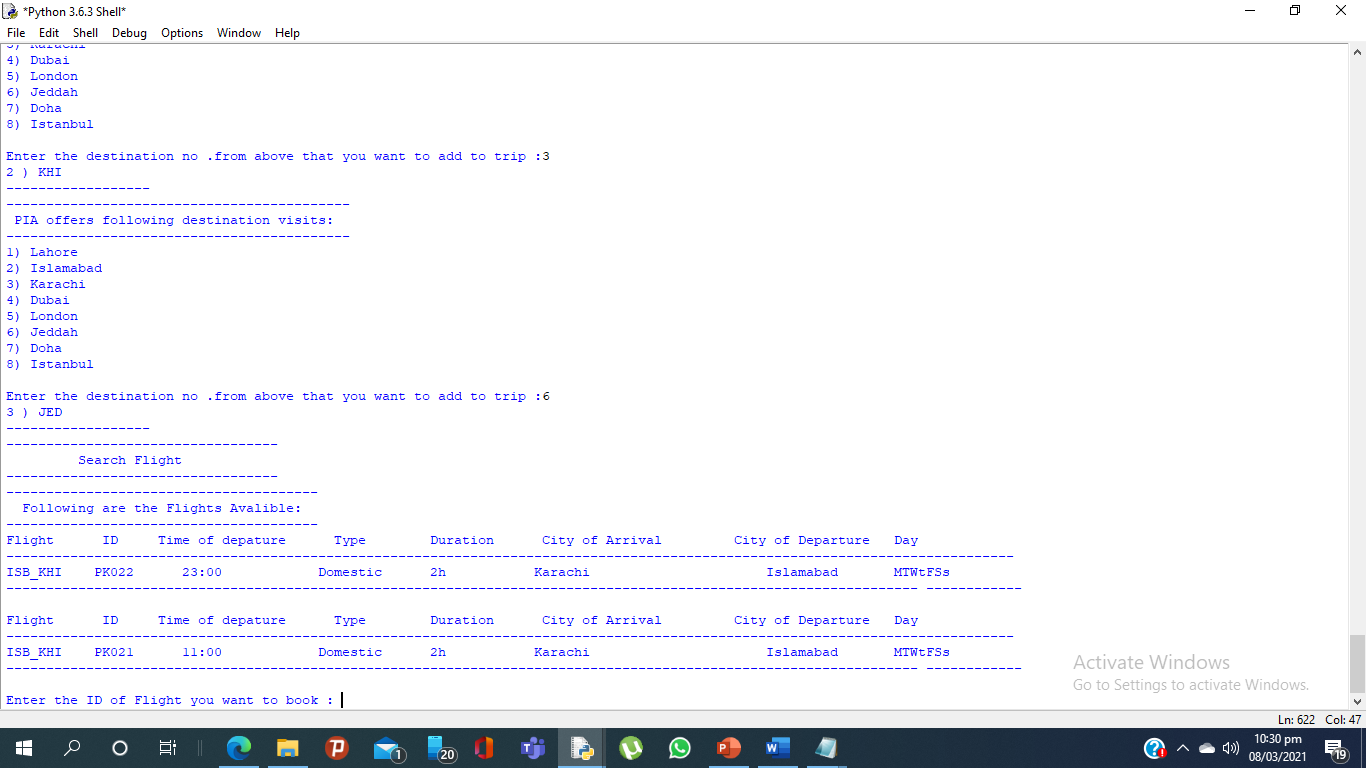 *Python 3.6.3 Shell*
File Edit Shell Debug Options Window Help
3) Karachi
4) Dubai
5) London
6) Jeddah
7) Doha
8) Istanbul
Enter the destination no .from above that you want to add to trip :3
2 ) KHI
------------------
-------------------------------------------
PIA offers following destination visits:
-------------------------------------------
1) Lahore
2) Islamabad
3) Karachi
4) Dubai
5) London
6) Jeddah
7) Doha
8) Istanbul
Enter the destination no .from above that you want to add to trip :6
3 ) JED
------------------
----------------------------------
Search Flight
----------------------------------
---------------------------------------
Following are the Flights Avalible:
---------------------------------------
Flight ID Time of depature Type Duration City of Arrival City of Departure Day
------------------------------------------------------------------------------------------------------------------------------
ISB_KHI PK022 23:00 Domestic 2h Karachi Islamabad MTWtFSs
------------------------------------------------------------------------------------------------------------------ ------------
Flight ID Time of depature Type Duration City of Arrival City of Departure Day
------------------------------------------------------------------------------------------------------------------------------
ISB_KHI PK021 11:00 Domestic 2h Karachi Islamabad MTWtFSs
------------------------------------------------------------------------------------------------------------------ ------------
Enter the ID of Flight you want to book :
Activate Windows
Go to Settings to activate Windows.
Ln: 622 Col: 47
1
20
10:30 pm
08/03/2021
19